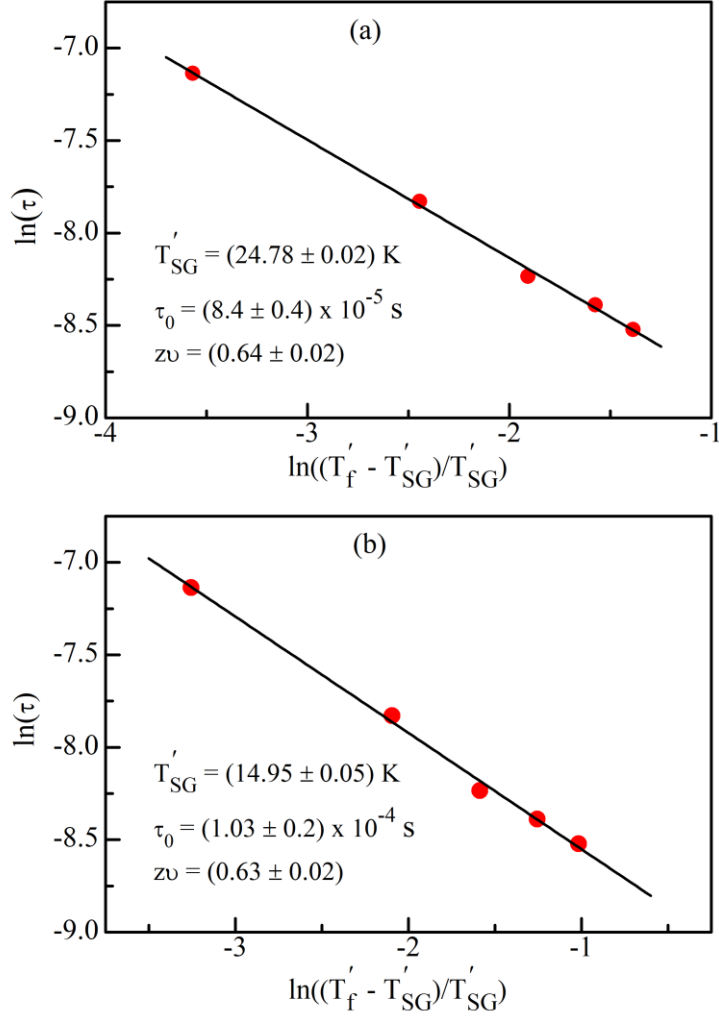 (a)
-7.0
-7.5
-8.0
-8.5
-9.0
ln(τ)
T'SG = (24.78 ± 0.02) K
τ0 = (8.4 ± 0.4) x 10-5 s
zυ = (0.64 ± 0.02)
-4 -3 -2 -1
ln((T'f - T'SG)/T'SG)
(b)
-7.0
-7.5
-8.0
-8.5
-9.0
ln(τ)
T'SG = (14.95 ± 0.05) K
τ0 = (1.03 ± 0.2) x 10-4 s
zυ = (0.63 ± 0.02)
-3 -2 -1
ln((T'f - T'SG)/T'SG)